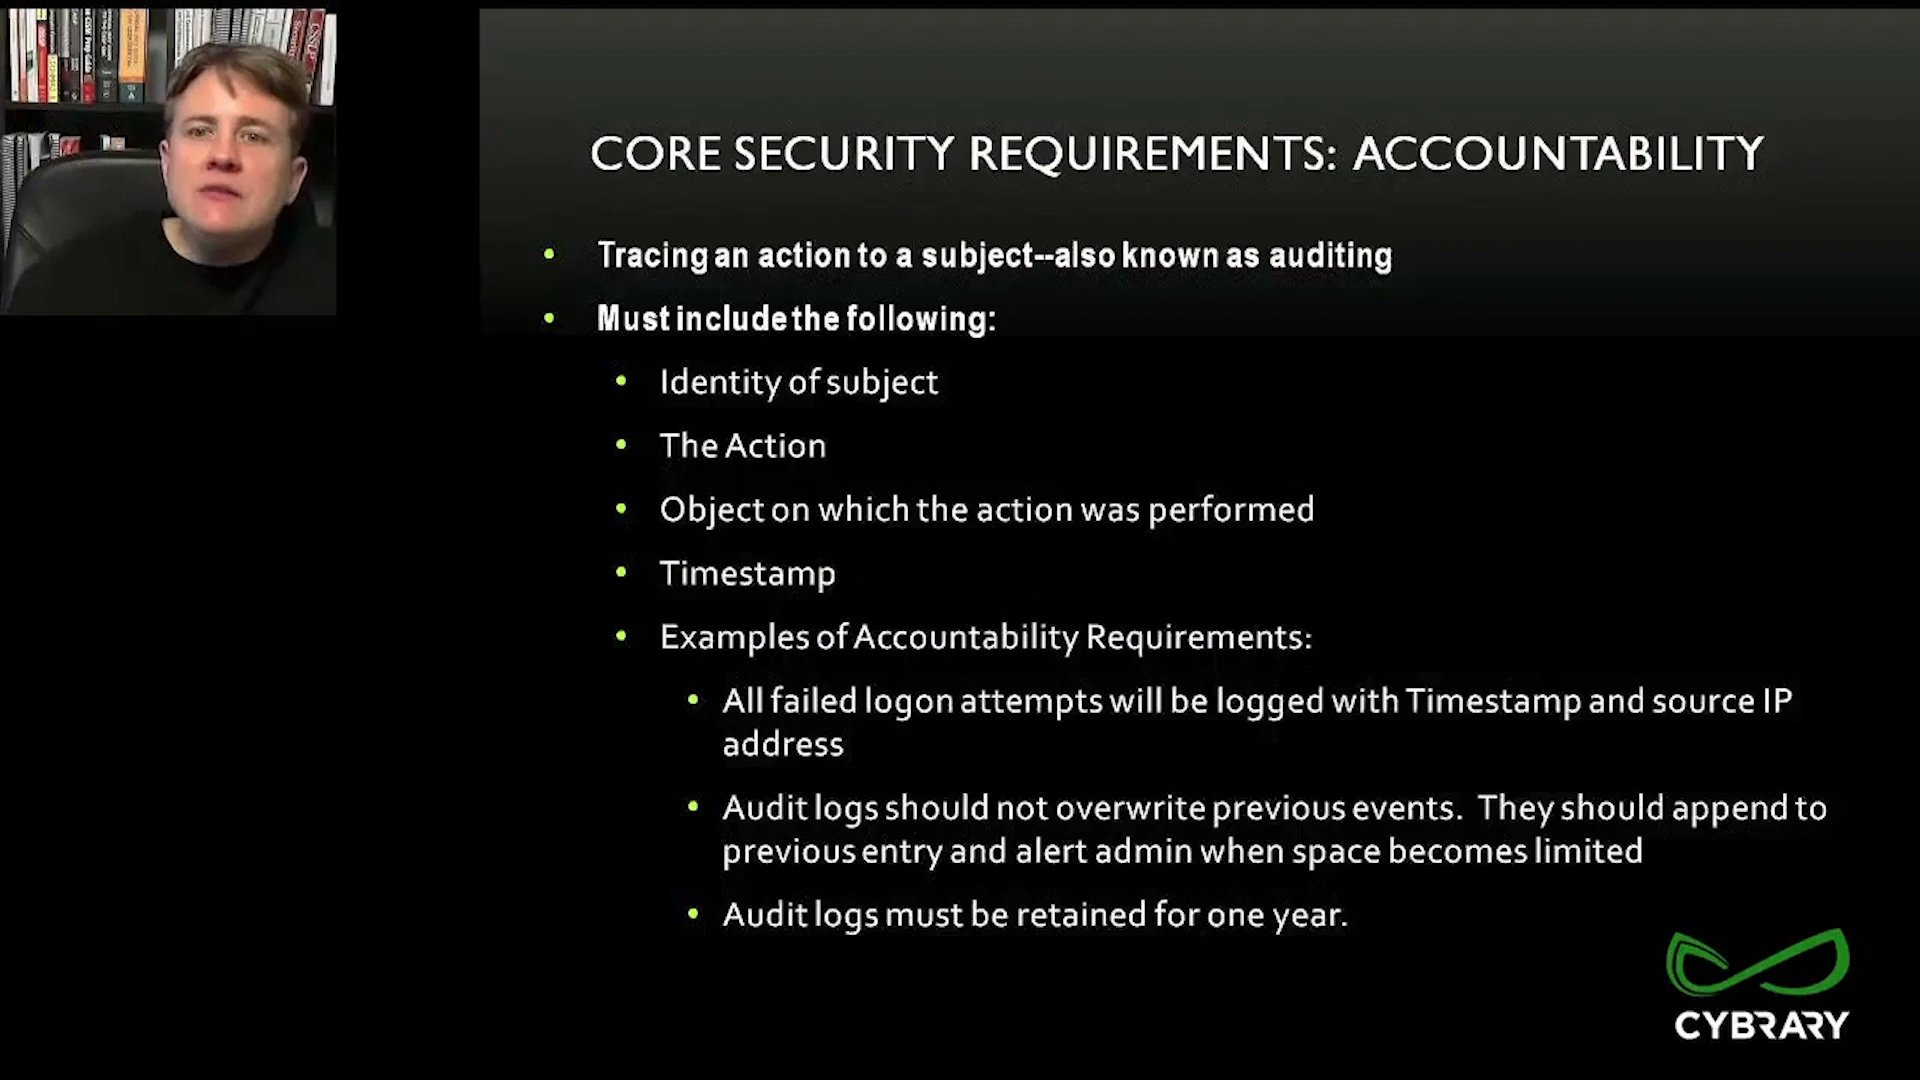 CORE SECURITY REQUIREMENTS: ACCOUNTABILITY
• Tracing an action to a subject--also known as auditing
• Must include the following:
• Identity of subject
• The Action
• Object on which the action was performed
• Timestamp
• Examples of Accountability Requirements:
• All failed logon attempts will be logged with Timestamp and source IP
address
• Audit logs should not overwrite previous events. They should append to
previous entry and alert admin when space becomes limited
• Audit logs must be retained for one year.
CYBRARY